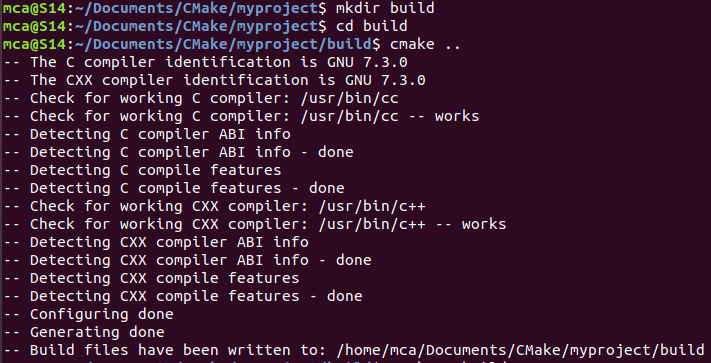 mca@S14:~/Documents/CMake/myproject$ mkdir build
mca@S14:~/Documents/CMake/myproject$ cd build
mca@S14:~/Documents/CMake/myproject/build$ cmake ..
-- The C compiler identification is GNU 7.3.0
-- The CXX compiler identification is GNU 7.3.0
-- Check for working C compiler: /usr/bin/cc
-- Check for working C compiler: /usr/bin/cc -- works
-- Detecting C compiler ABI info
-- Detecting C compiler ABI info - done
-- Detecting C compile features
-- Detecting C compile features - done
-- Check for working CXX compiler: /usr/bin/c++
-- Check for working CXX compiler: /usr/bin/c++ -- works
-- Detecting CXX compiler ABI info
-- Detecting CXX compiler ABI info - done
-- Detecting CXX compile features
-- Detecting CXX compile features - done
-- Configuring done
-- Generating done
-- Build files have been written to: /home/mca/Documents/CMake/myproject/build